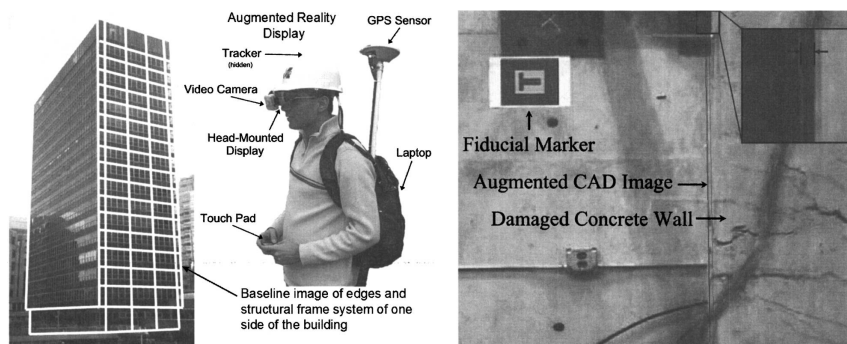 Augmented Reality
Display
GPS Sensor
Tracker
(hidden)
Video Camera
Head-Mounted
Display
Laptop
Touch Pad
Baseline image of edges and
structural frame system of one
side of the building
T
Fiducial Marker
Augmented CAD Image
Damaged Concrete Wall